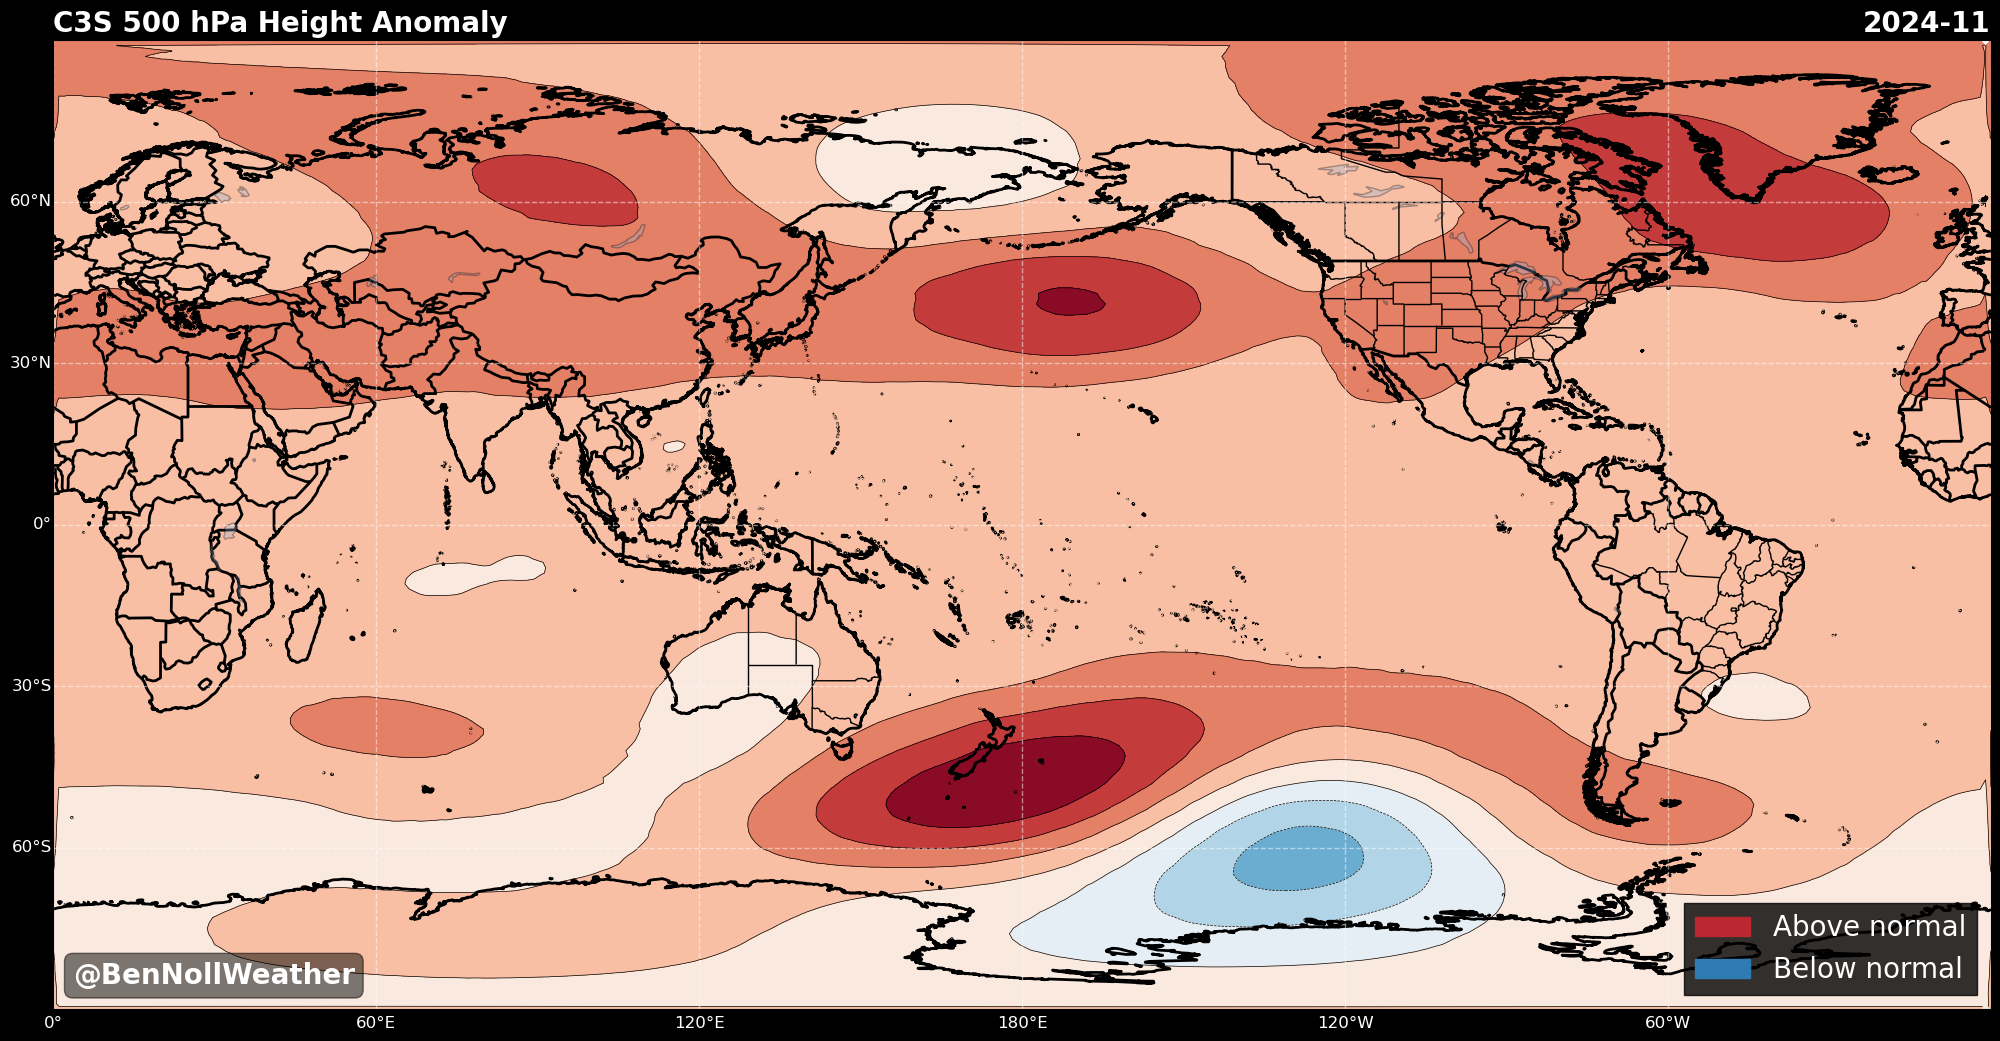 C3S 500 hPa Height Anomaly
2024-11
60°N
30°N
0°
30°S
60°S
Above normal
Below normal
@BenNollWeather
0°
60°E
120°E
180°E
120°W
60°W